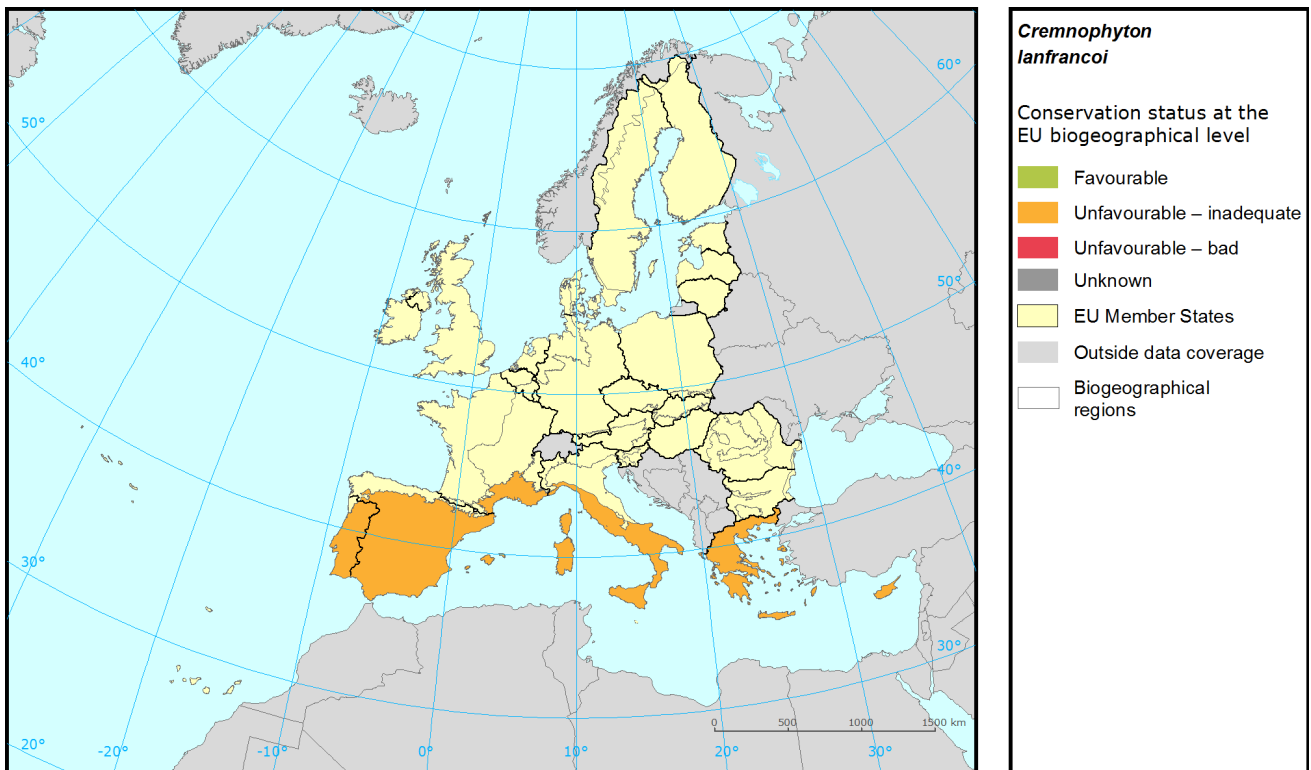 Cremnophyton
lanfrancoi
Conservation status at the
EU biogeographical level
Favourable
Unfavourable – inadequate
Unfavourable – bad
Unknown
EU Member States
Outside data coverage
Biogeographical
regions
60°
50°
50°
40°
40°
30°
30°
20°
-20°
-10°
0°
10°
20°
30°
0 500 1000 1500 km